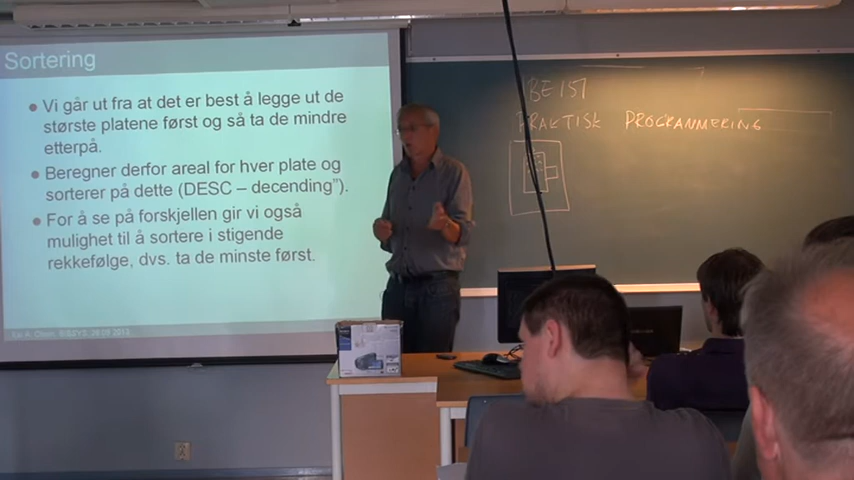 Sortering
Vi går ut fra at det er best å legge ut de
største platene først og så ta de mindre
etterpå.
Beregner derfor areal for hver plate og
sorterer på dette (DESC – decending\).
For å se på forskjellen gir vi også
mulighet til å sortere i stigende
rekkefølge, dvs. ta de minste først.
BE 151
PRAKTISK PROGRAMMERING